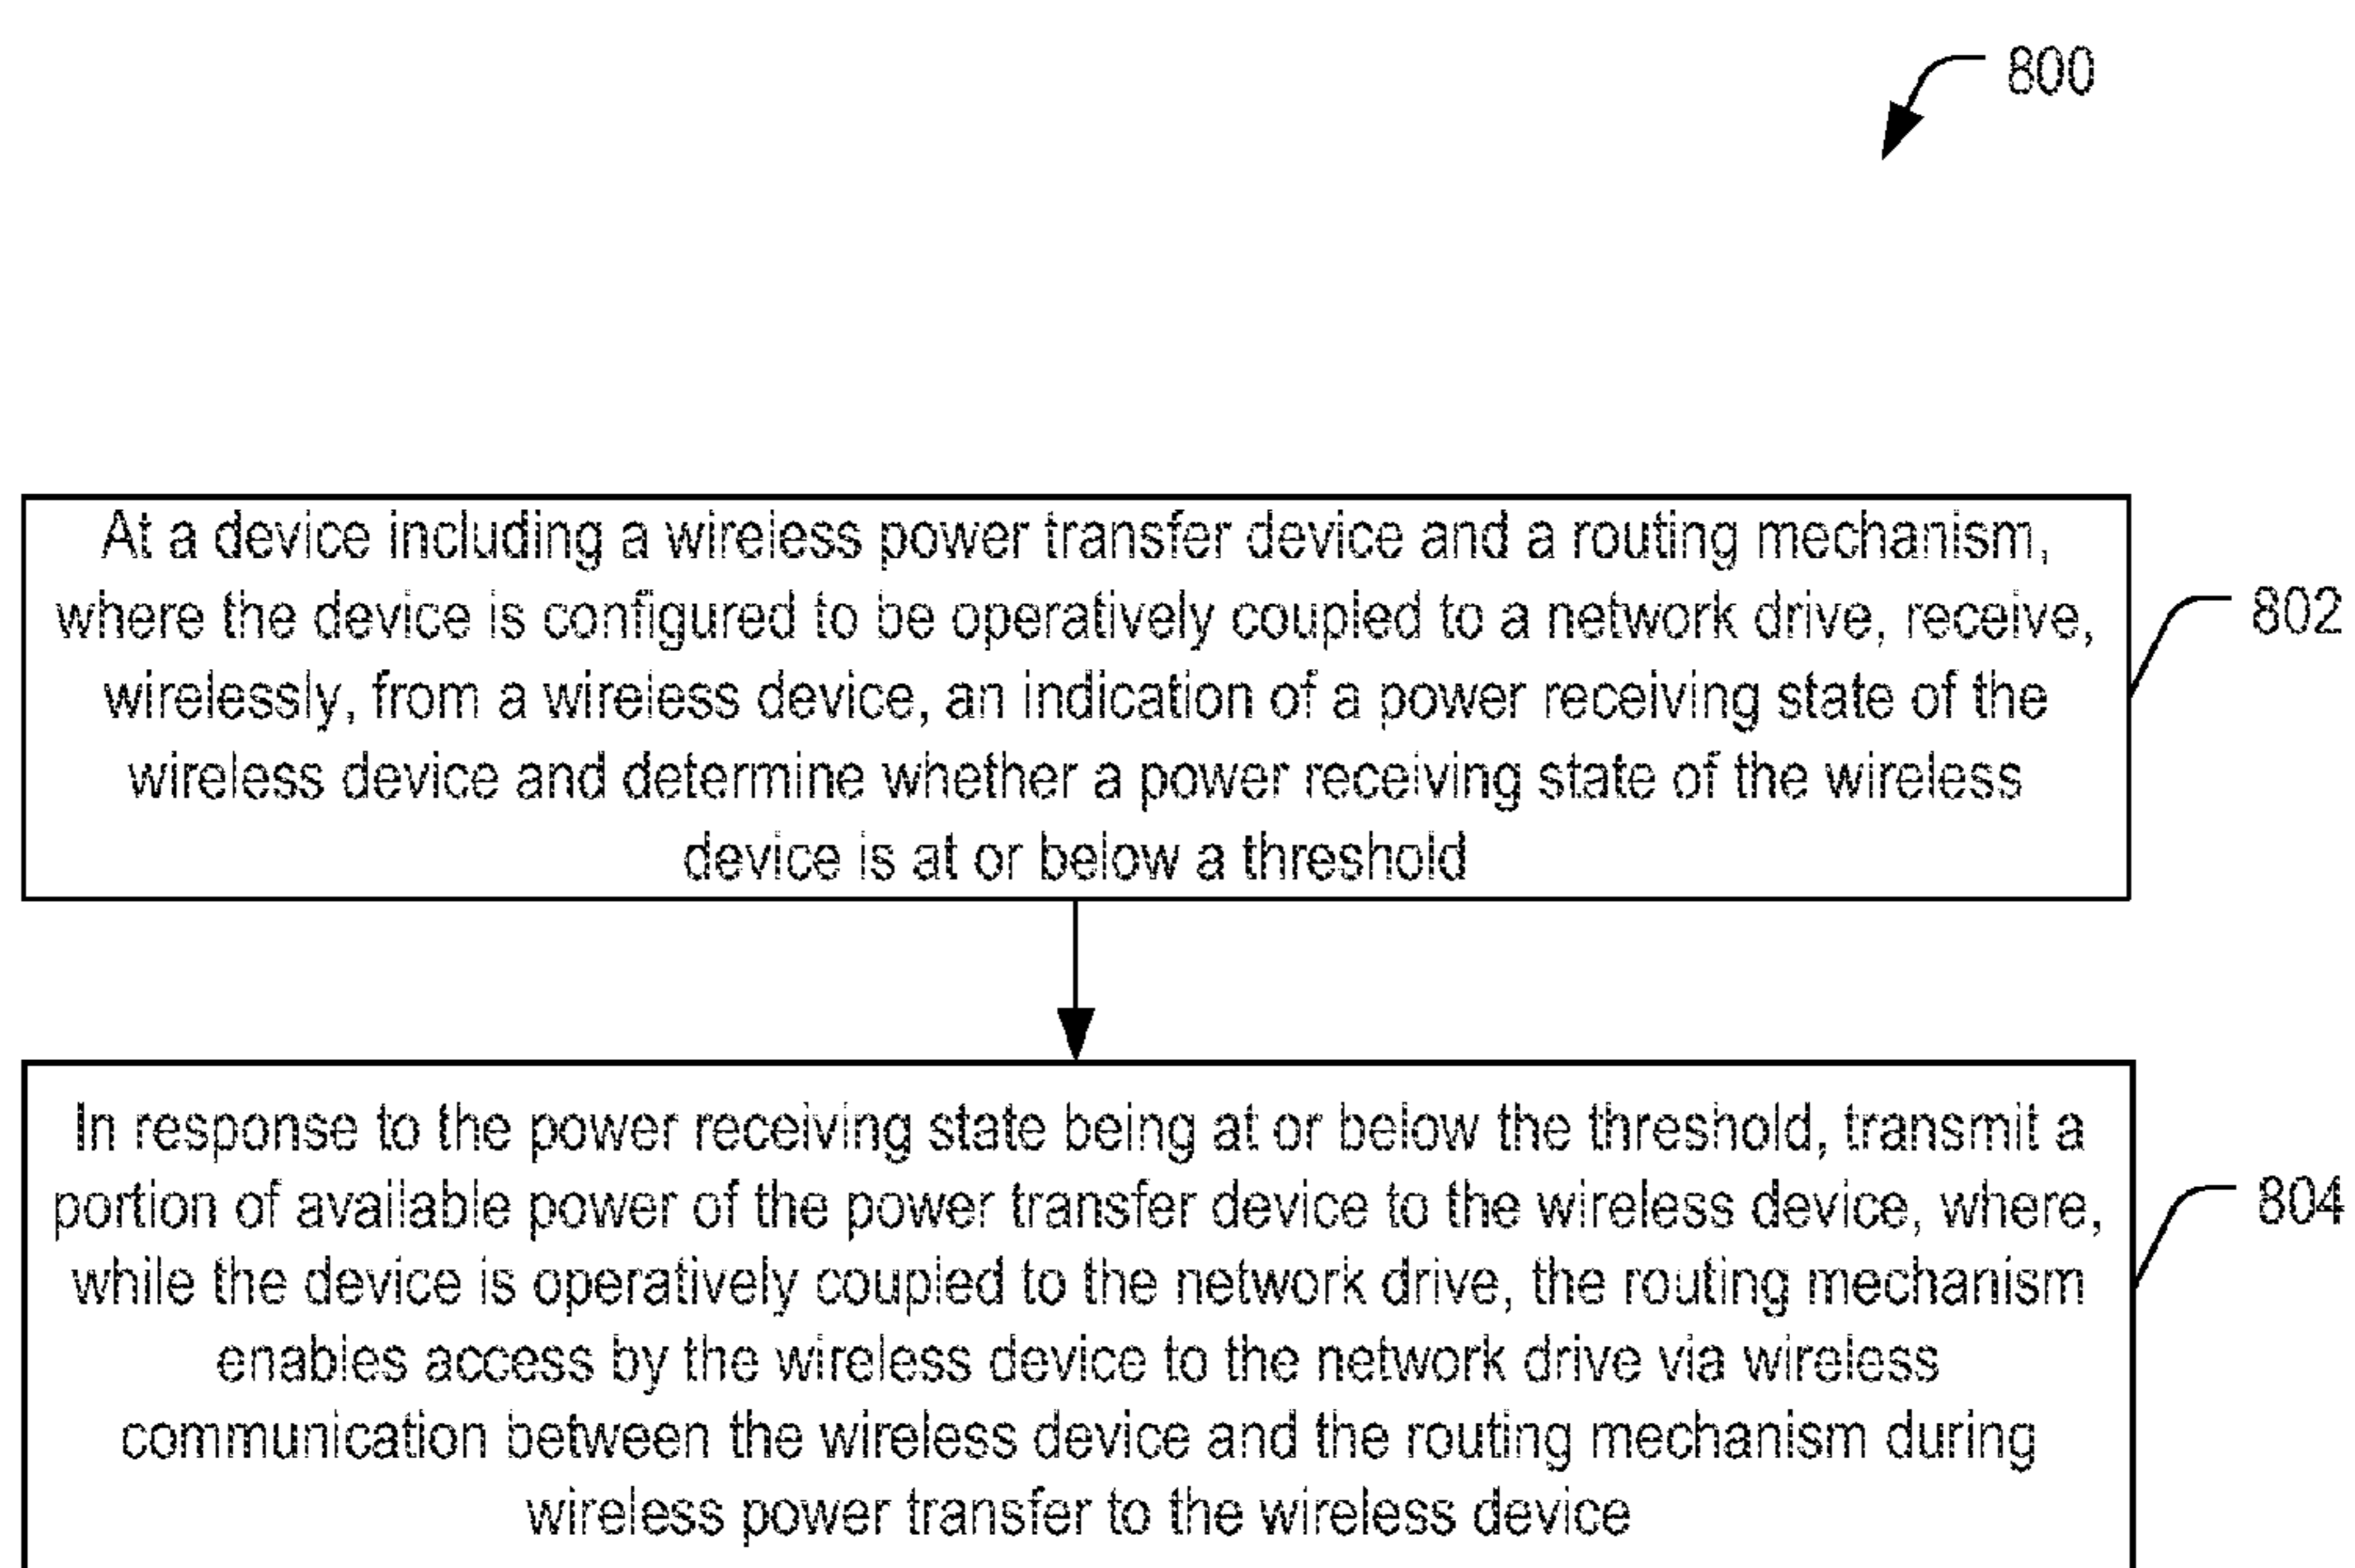 800
At a device including a wireless power transfer device and a routing mechanism,
where the device is configured to be operatively coupled to a network drive, receive,
wirelessly, from a wireless device, an indication of a power receiving state of the
wireless device and determine whether a power receiving state of the wireless
device is at or below a threshold
802
In response to the power receiving state being at or below the threshold, transmit a
portion of available power of the power transfer device to the wireless device, where,
while the device is operatively coupled to the network drive, the routing mechanism
enables access by the wireless device to the network drive via wireless
communication between the wireless device and the routing mechanism during
wireless power transfer to the wireless device
804